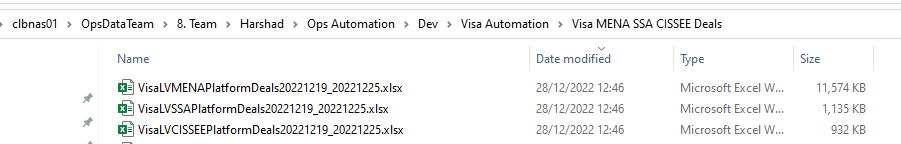 clbnas01 > OpsDataTeam > 8. Team > Harshad > Ops Automation > Dev > Visa Automation > Visa MENA SSA CISSEE Deals
Name Date modified Type Size
VisaLVMENAPlatformDeals20221219_20221225.xlsx 28/12/2022 12:46 Microsoft Excel W... 11,574 KB
VisaLVSSAPlatformDeals20221219_20221225.xlsx 28/12/2022 12:46 Microsoft Excel W... 1,135 KB
VisaLVCISSEEPlatformDeals20221219_20221225.xlsx 28/12/2022 12:46 Microsoft Excel W... 932 KB